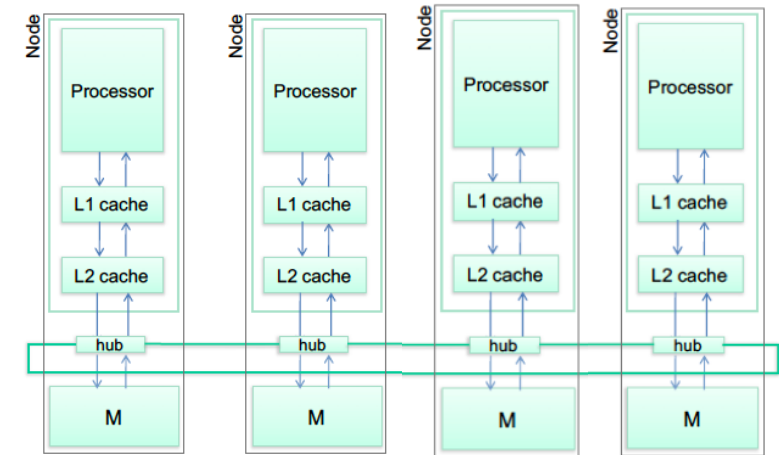 Node
Processor
L1 cache
L2 cache
hub
M
Node
Processor
L1 cache
L2 cache
hub
M
Node
Processor
L1 cache
L2 cache
hub
M
Node
Processor
L1 cache
L2 cache
hub
M